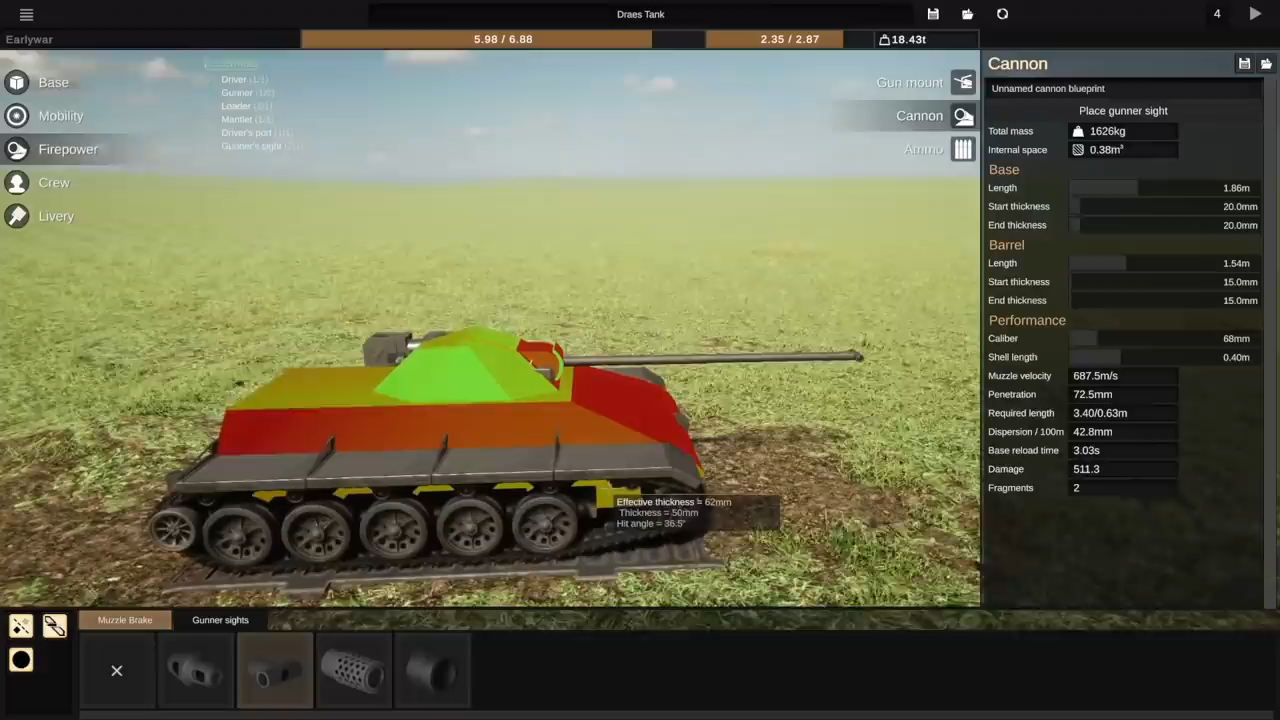 Draes Tank
4
Earlywar
5.98 / 6.88
2.35 / 2.87
18.43t
Base
Mobility
Firepower
Crew
Livery
Driver (1/1)
Gunner (1/1)
Loader (1/1)
Mantlet (1/1)
Driver's port (1/1)
Gunner's sight
Gun mount
Cannon
Ammo
Cannon
Unnamed cannon blueprint
Place gunner sight
Total mass 1626kg
Internal space 0.38m³
Base
Length 1.86m
Start thickness 20.0mm
End thickness 20.0mm
Barrel
Length 1.54m
Start thickness 15.0mm
End thickness 15.0mm
Performance
Caliber 68mm
Shell length 0.40m
Muzzle velocity 687.5m/s
Penetration 72.5mm
Required length 3.40/0.63m
Dispersion / 100m 42.8mm
Base reload time 3.03s
Damage 511.3
Fragments 2
Effective thickness = 62mm
Thickness = 50mm
Hit angle = 36.5°
Muzzle Brake
Gunner sights